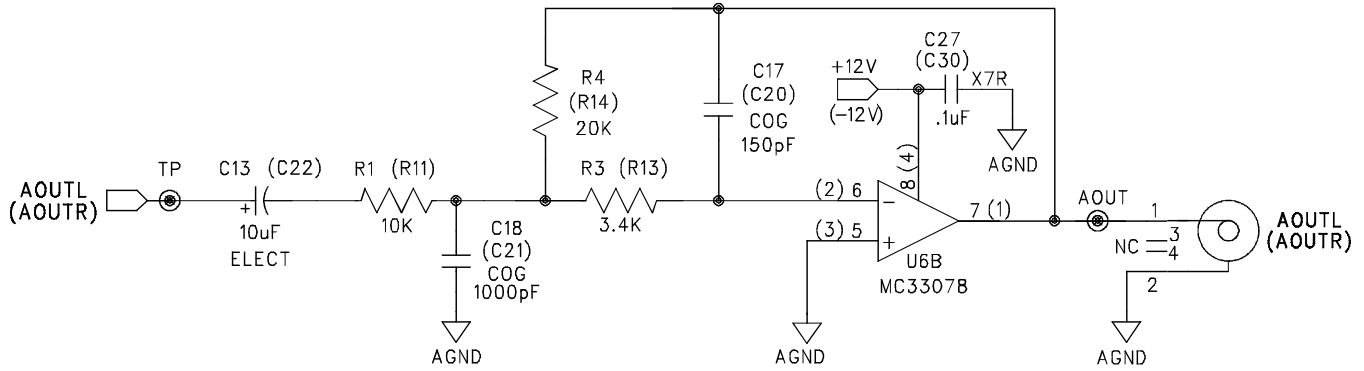 C27
(C30)
+12V
X7R
(-12V)
.1uF
AGND
R4
(R14)
20K
C17
(C20)
COG
150pF
TP
C13 (C22)
R1 (R11)
R3 (R13)
AOUTL
(AOUTR)
+
10uF
ELECT
10K
3.4K
C18
(C21)
COG
1000pF
AGND
8 (4)
(2) 6
-
(3) 5
+
7 (1)
U6B
MC33078
AGND
AOUT
1
NC
3
4
2
AOUTL
(AOUTR)
AGND